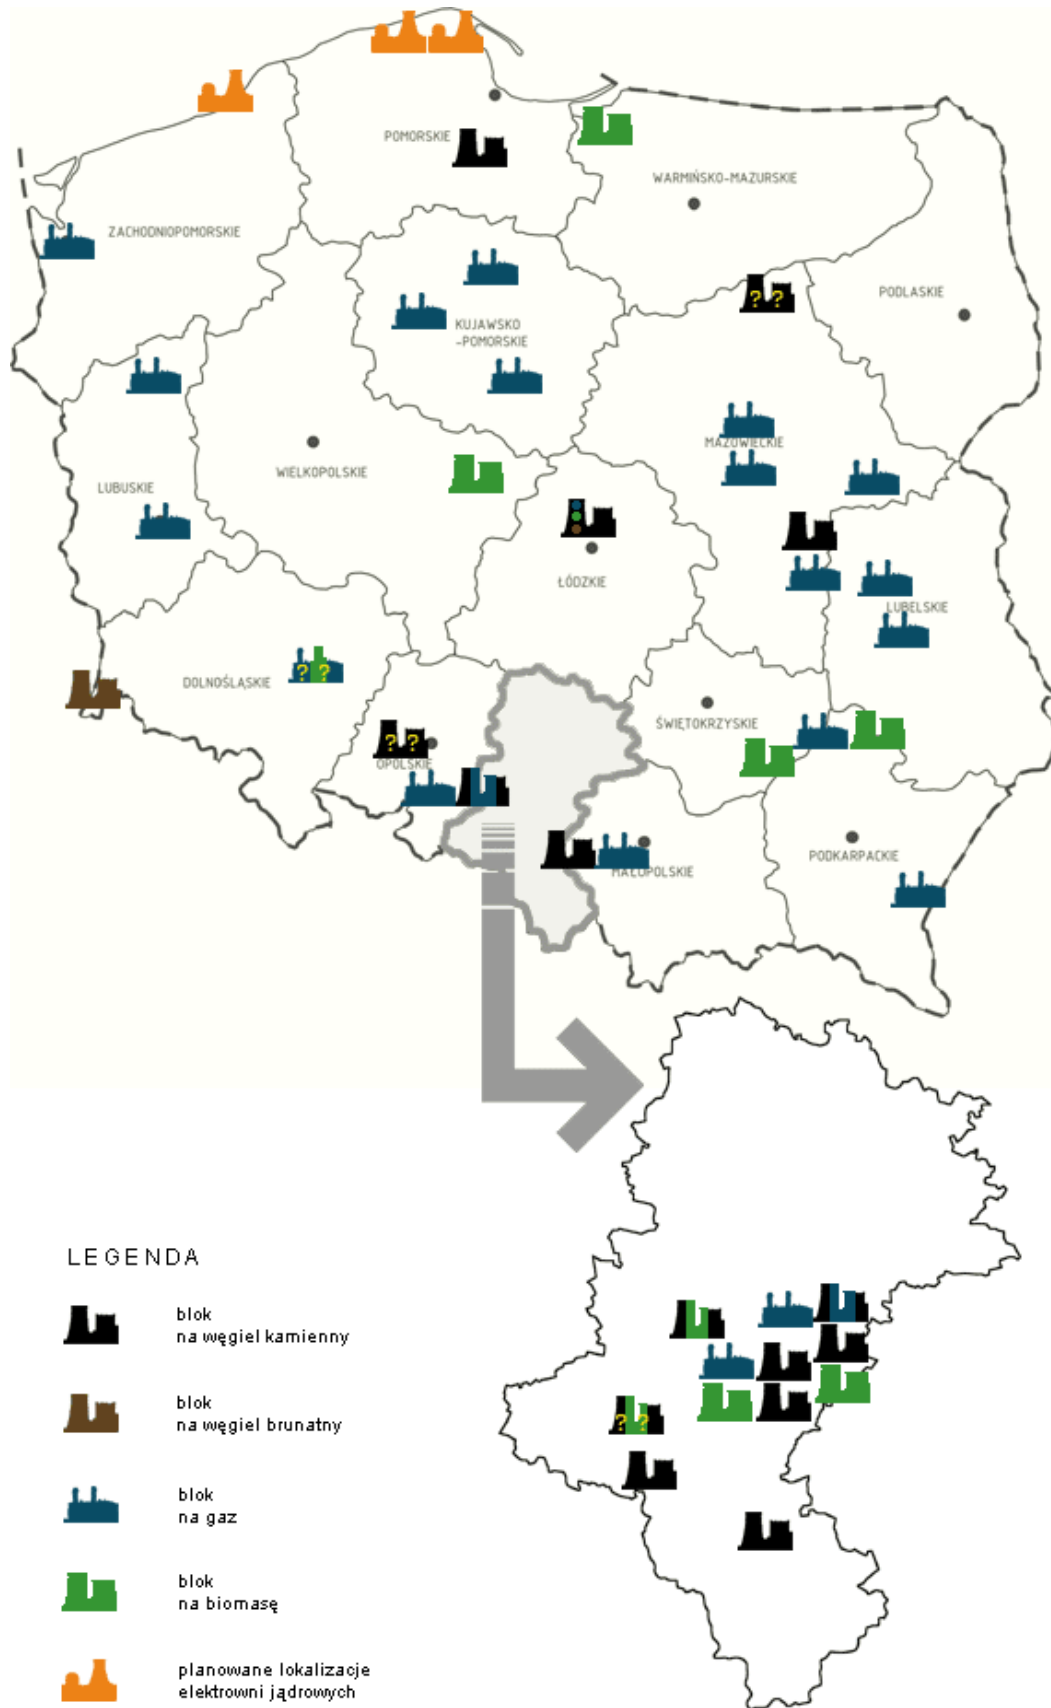 POMORSKIE
WARMIŃSKO-MAZURSKIE
ZACHODNIOPOMORSKIE
PODLASKIE
KUJAWSKO
-POMORSKIE
? ?
MAZOWIECKIE
WIELKOPOLSKIE
LUBUSKIE
ŁÓDZKIE
LUBELSKIE
DOLNOŚLĄSKIE
? ?
ŚWIĘTOKRZYSKIE
? ?
OPOLSKIE
PODKARPACKIE
MAŁOPOLSKIE
? ?
LEGENDA
blok
na węgiel kamienny
blok
na węgiel brunatny
blok
na gaz
blok
na biomasę
planowane lokalizacje
elektrowni jądrowych